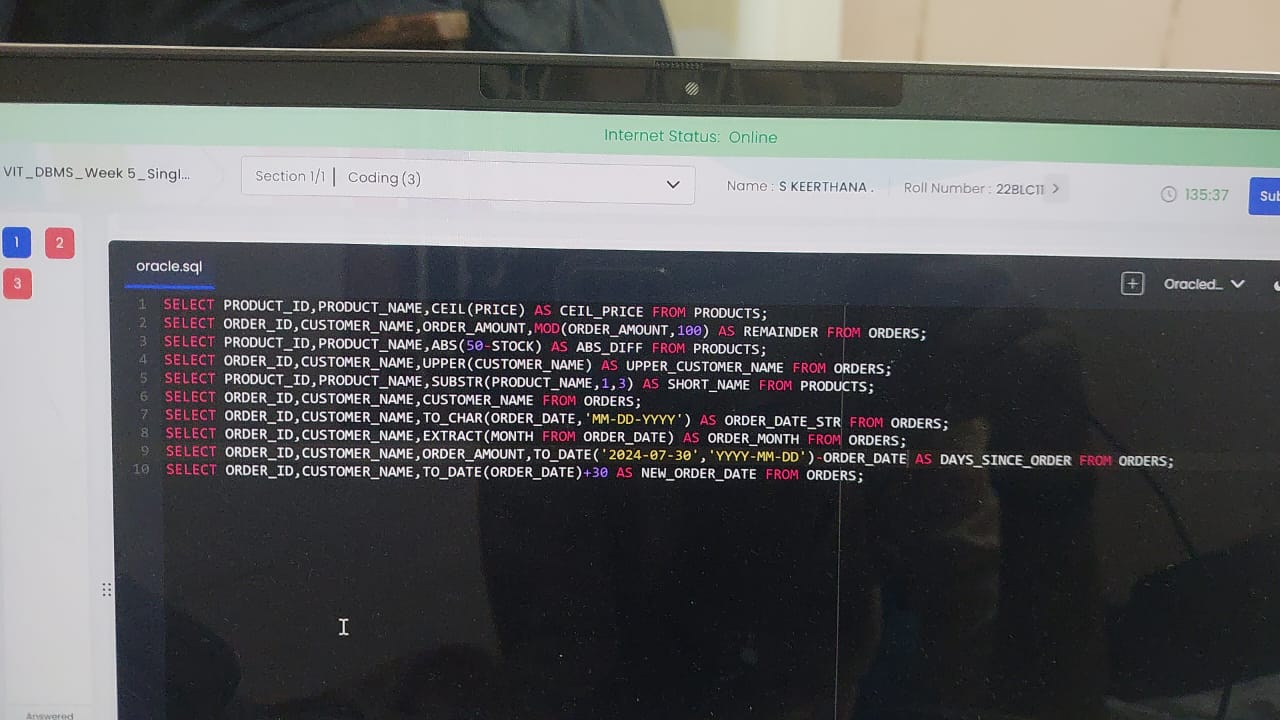 Internet Status: Online
VIT_DBMS_Week 5_Singl...
Section 1/1 | Coding (3)
Name : S KEERTHANA .
Roll Number : 22BLC11
135:37
Sub
1
2
3
oracle.sql
Oracled_
1 SELECT PRODUCT_ID,PRODUCT_NAME,CEIL(PRICE) AS CEIL_PRICE FROM PRODUCTS;
2 SELECT ORDER_ID,CUSTOMER_NAME,ORDER_AMOUNT,MOD(ORDER_AMOUNT,100) AS REMAINDER FROM ORDERS;
3 SELECT PRODUCT_ID,PRODUCT_NAME,ABS(50-STOCK) AS ABS_DIFF FROM PRODUCTS;
4 SELECT ORDER_ID,CUSTOMER_NAME,UPPER(CUSTOMER_NAME) AS UPPER_CUSTOMER_NAME FROM ORDERS;
5 SELECT PRODUCT_ID,PRODUCT_NAME,SUBSTR(PRODUCT_NAME,1,3) AS SHORT_NAME FROM PRODUCTS;
6 SELECT ORDER_ID,CUSTOMER_NAME,CUSTOMER_NAME FROM ORDERS;
7 SELECT ORDER_ID,CUSTOMER_NAME,TO_CHAR(ORDER_DATE,'MM-DD-YYYY') AS ORDER_DATE_STR FROM ORDERS;
8 SELECT ORDER_ID,CUSTOMER_NAME,EXTRACT(MONTH FROM ORDER_DATE) AS ORDER_MONTH FROM ORDERS;
9 SELECT ORDER_ID,CUSTOMER_NAME,ORDER_AMOUNT,TO_DATE('2024-07-30','YYYY-MM-DD')-ORDER_DATE AS DAYS_SINCE_ORDER FROM ORDERS;
10 SELECT ORDER_ID,CUSTOMER_NAME,TO_DATE(ORDER_DATE)+30 AS NEW_ORDER_DATE FROM ORDERS;
Answered